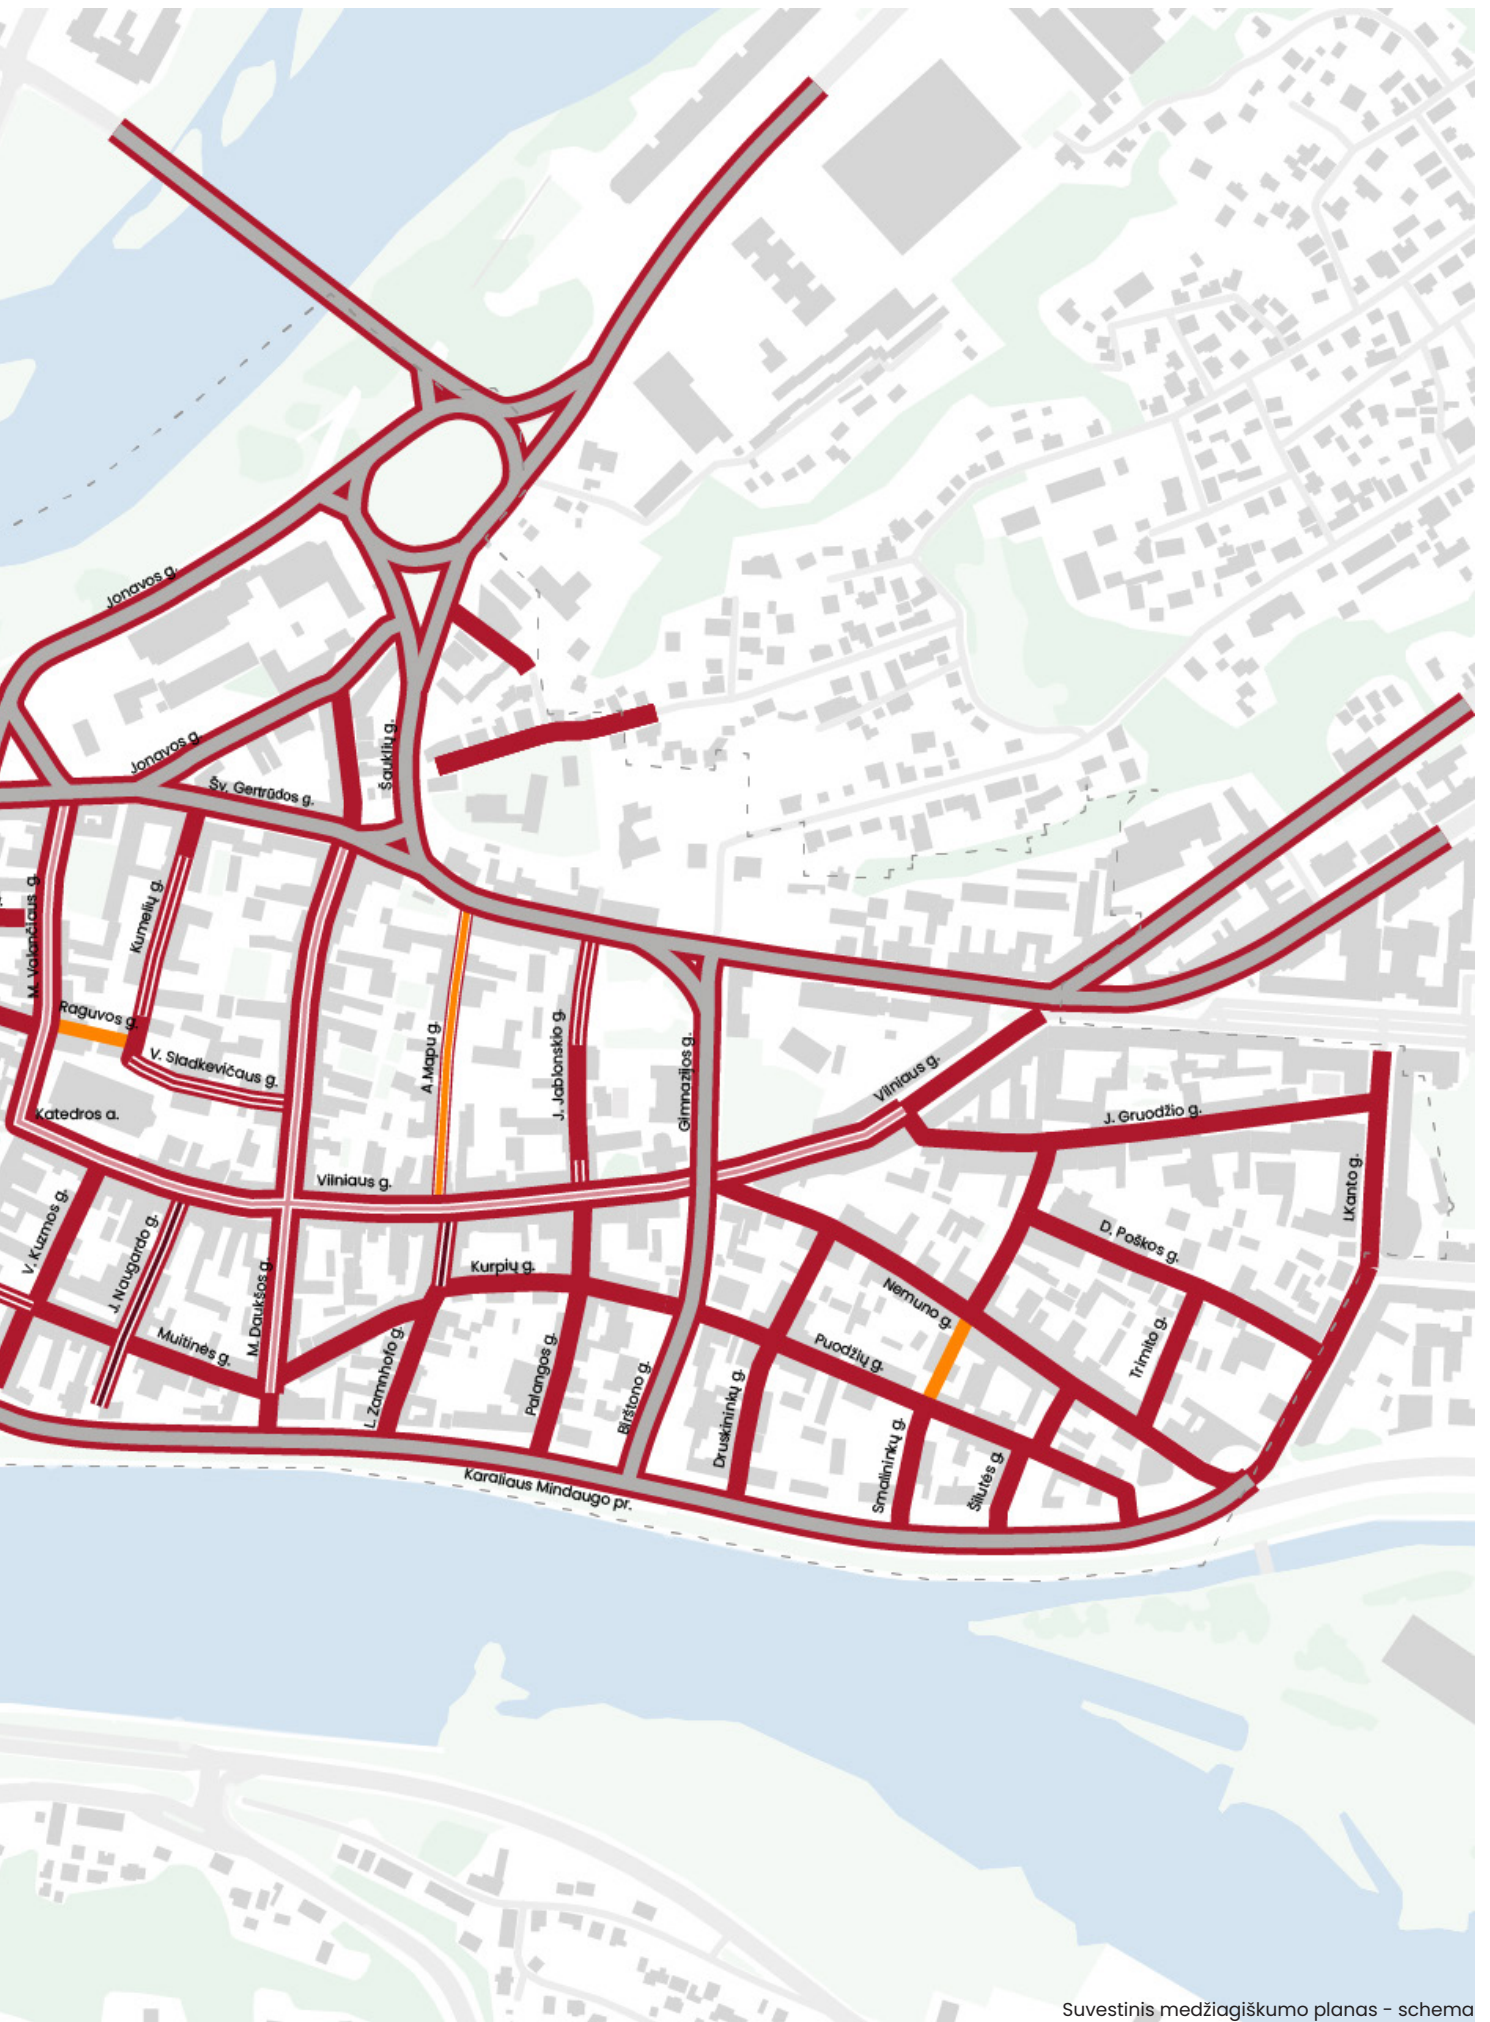 Jonavos g.
Jonavos g.
Šauklių g.
Šv. Gertrūdos g.
M. Valančiaus g.
Kumelių g.
Raguvos g.
V. Sladkevičaus g.
A.Mapu g.
J. Jablonskio g.
Gimnazijos g.
Vilniaus g.
J. Gruodžio g.
Katedros a.
I.Kanto g.
Vilniaus g.
V. Kuzmos g.
J. Naugardo g.
M. Daukšos g.
Kurpių g.
D. Poškos g.
Nemuno g.
Muitinės g.
Puodžių g.
Trimito g.
L. Zamnhofo g.
Palangos g.
Birštono g.
Druskininkų g.
Smalininkų g.
Šilutės g.
Karaliaus Mindaugo pr.
Suvestinis medžiagiškumo planas - schema